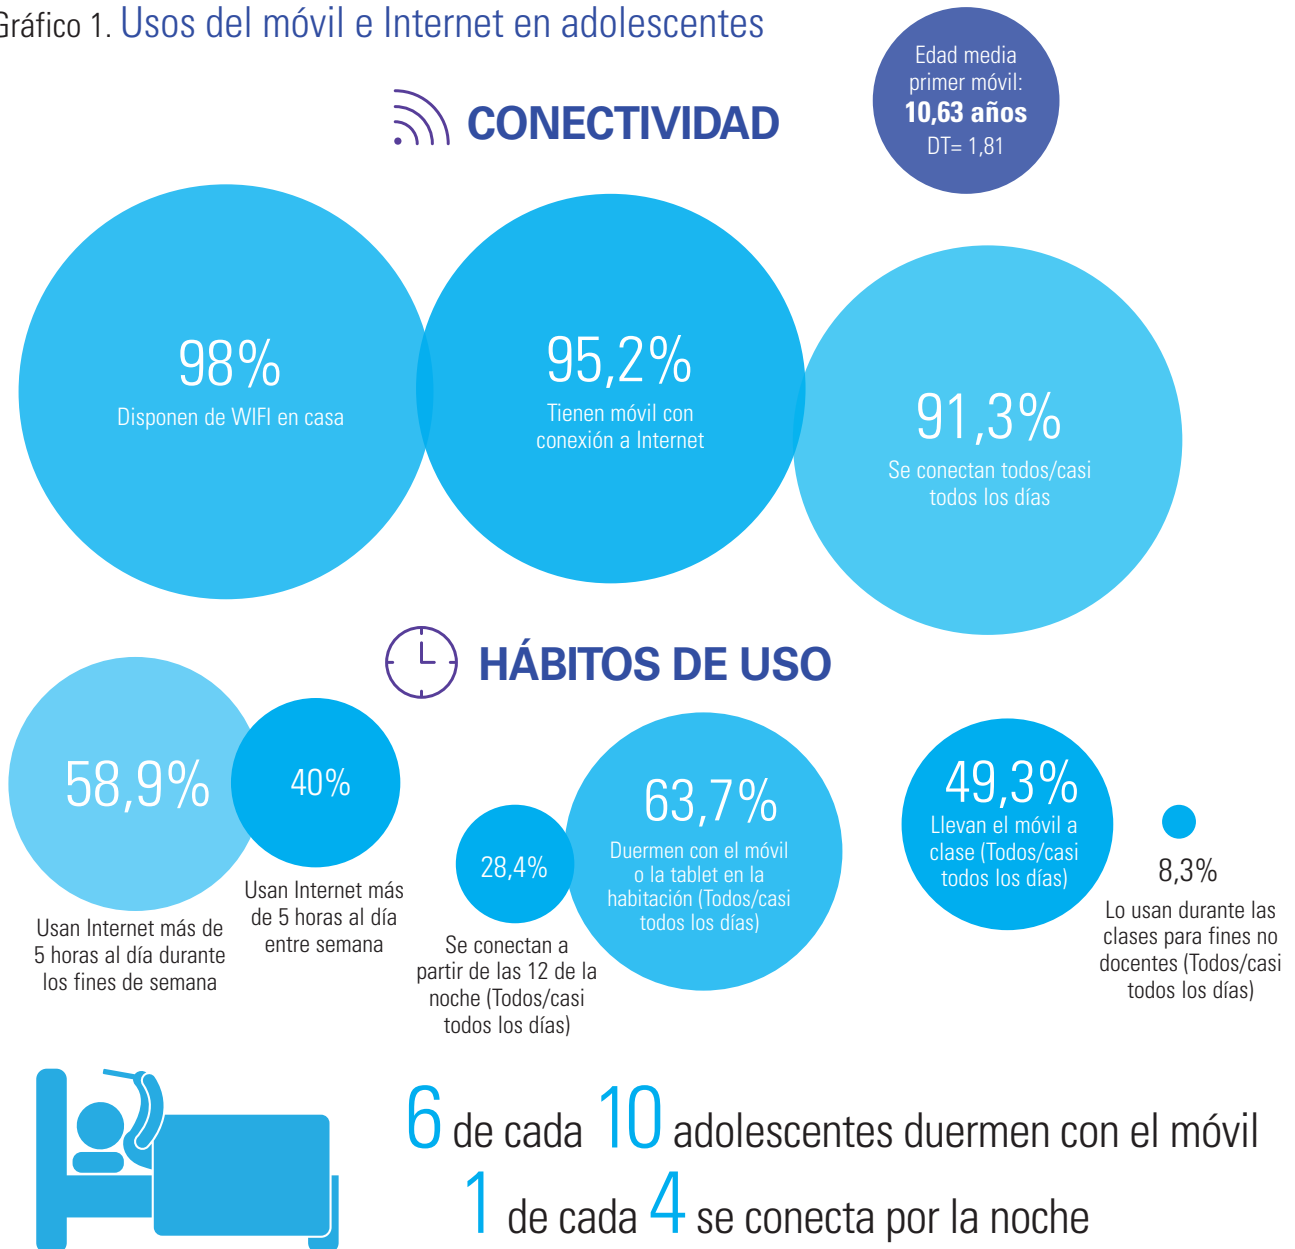 Gráfico 1. Usos del móvil e Internet en adolescentes
Edad media
primer móvil:
10,63 años
DT= 1,81
CONECTIVIDAD
98%
Disponen de WIFI en casa
95,2%
Tienen móvil con
conexión a Internet
91,3%
Se conectan todos/casi
todos los días
HÁBITOS DE USO
58,9%
Usan Internet más de
5 horas al día durante
los fines de semana
40%
Usan Internet más
de 5 horas al día
entre semana
28,4%
Se conectan a
partir de las 12 de la
noche (Todos/casi
todos los días)
63,7%
Duermen con el móvil
o la tablet en la
habitación (Todos/casi
todos los días)
49,3%
Llevan el móvil a
clase (Todos/casi
todos los días)
8,3%
Lo usan durante las
clases para fines no
docentes (Todos/casi
todos los días)
6 de cada 10 adolescentes duermen con el móvil
1 de cada 4 se conecta por la noche